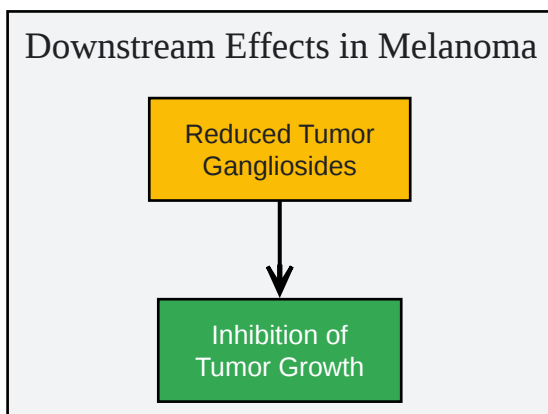 Downstream Effects in Melanoma
Reduced Tumor
Gangliosides
Inhibition of
Tumor Growth